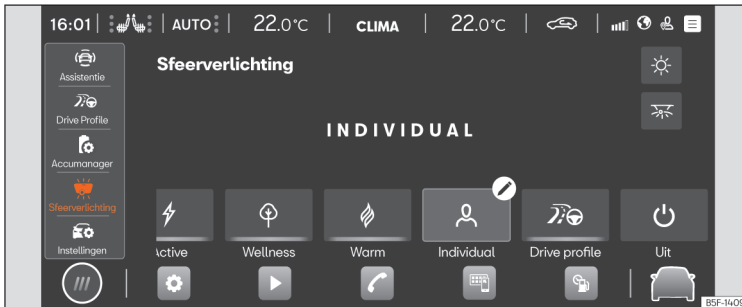 16:01 AUTO 22.0°C CLIMA 22.0°C
Assistentie
Drive Profile
Accumanager
Sfeerverlichting
Instellingen
Sfeerverlichting
INDIVIDUAL
Active Wellness Warm Individual Drive profile Uit
B5F-1409